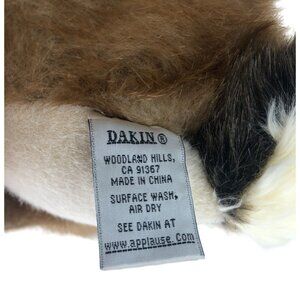 DAKIN®
WOODLAND HILLS,
CA 91367
MADE IN CHINA
SURFACE WASH,
AIR DRY
SEE DAKIN AT
www.applause.com